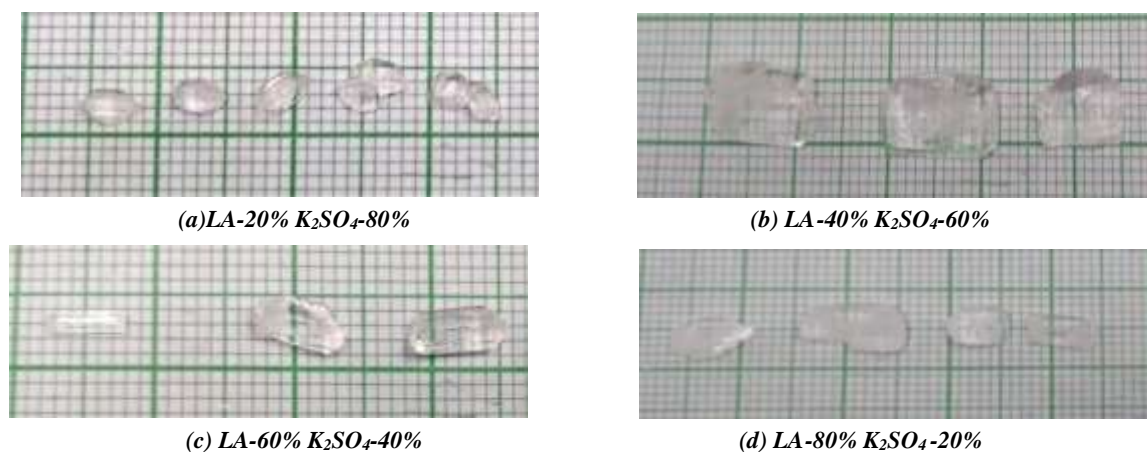 (a)LA-20% K₂SO₄-80%
(b) LA-40% K₂SO₄-60%
(c) LA-60% K₂SO₄-40%
(d) LA-80% K₂SO₄ -20%